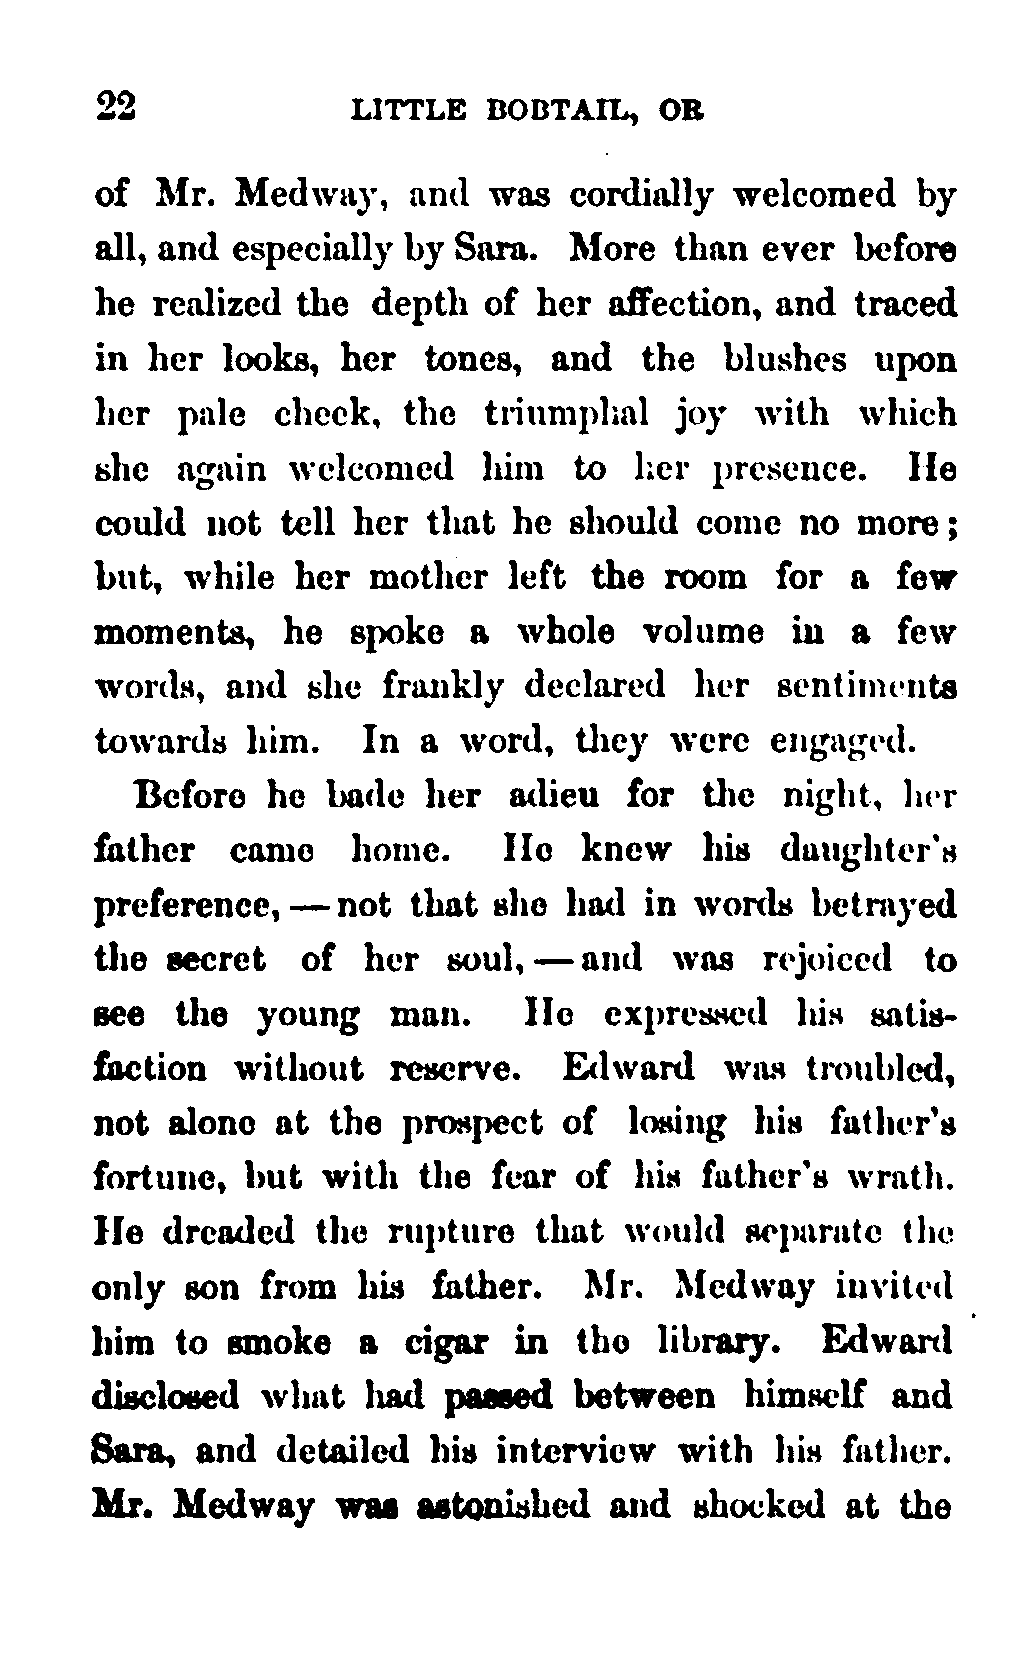 22 LITTLE BOBTAIL, OR
of Mr. Medway, and was cordially welcomed by
all, and especially by Sara. More than ever before
he realized the depth of her affection, and traced
in her looks, her tones, and the blushes upon
her pale cheek, the triumphal joy with which
she again welcomed him to her presence. He
could not tell her that he should come no more;
but, while her mother left the room for a few
moments, he spoke a whole volume in a few
words, and she frankly declared her sentiments
towards him. In a word, they were engaged.
Before he bade her adieu for the night, her
father came home. He knew his daughter's
preference, — not that she had in words betrayed
the secret of her soul, — and was rejoiced to
see the young man. He expressed his satis-
faction without reserve. Edward was troubled,
not alone at the prospect of losing his father's
fortune, but with the fear of his father's wrath.
He dreaded the rupture that would separate the
only son from his father. Mr. Medway invited
him to smoke a cigar in the library. Edward
disclosed what had passed between himself and
Sara, and detailed his interview with his father.
Mr. Medway was astonished and shocked at the